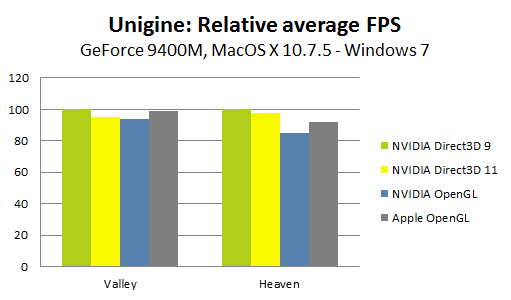 Unigine: Relative average FPS
GeForce 9400M, MacOS X 10.7.5 - Windows 7
120
100
80
60
40
20
0
Valley
Heaven
NVIDIA Direct3D 9
NVIDIA Direct3D 11
NVIDIA OpenGL
Apple OpenGL